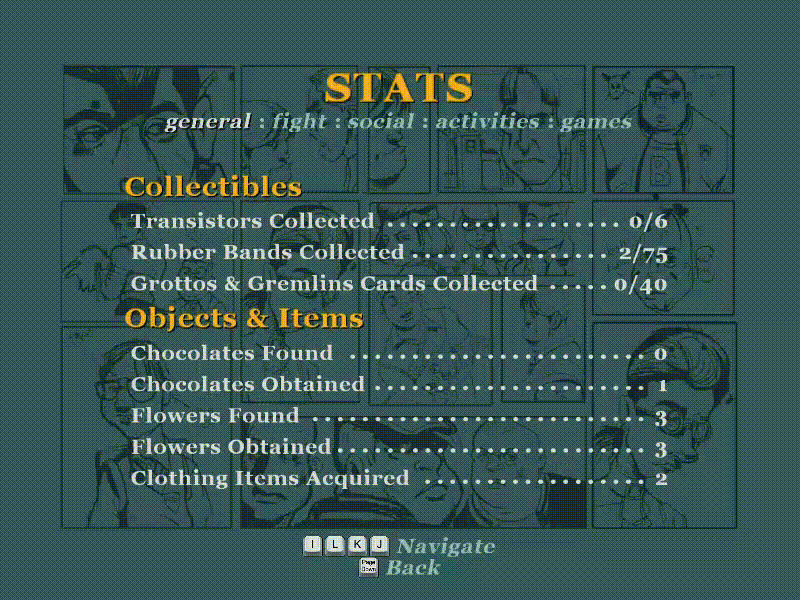 STATS
general : fight : social : activities : games
Collectibles
Transistors Collected ................... 0/6
Rubber Bands Collected ................ 2/75
Grottos & Gremlins Cards Collected ..... 0/40
Objects & Items
Chocolates Found ........................ 0
Chocolates Obtained ...................... 1
Flowers Found ........................... 3
Flowers Obtained ......................... 3
Clothing Items Acquired .................. 2
I L K J Navigate
Page Down Back